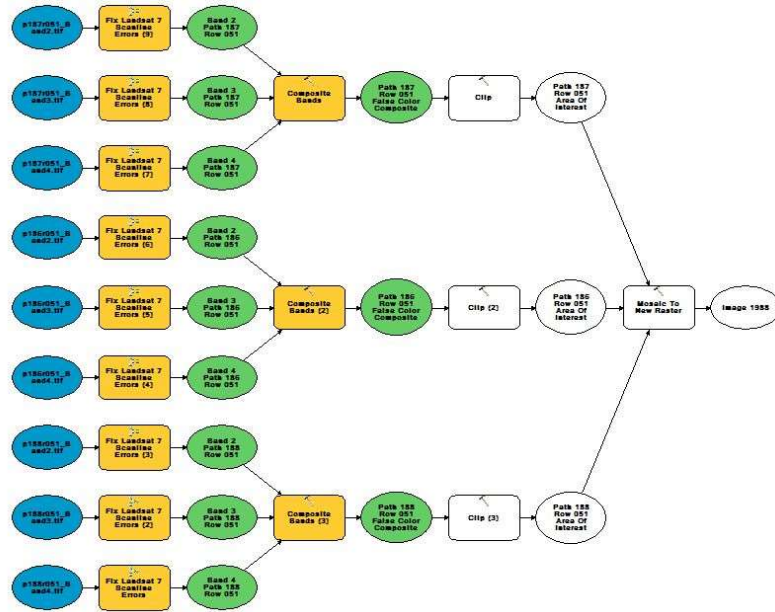 p187r051_B
and2.tif
Fix Landsat 7
Scanline
Errors (9)
Band 2
Path 187
Row 051
p187r051_B
and3.tif
Fix Landsat 7
Scanline
Errors (8)
Band 3
Path 187
Row 051
Composite
Bands
Path 187
Row 051
False Color
Composite
Clip
Path 187
Row 051
Area Of
Interest
p187r051_B
and4.tif
Fix Landsat 7
Scanline
Errors (7)
Band 4
Path 187
Row 051
p186r051_B
and2.tif
Fix Landsat 7
Scanline
Errors (6)
Band 2
Path 186
Row 051
p186r051_B
and3.tif
Fix Landsat 7
Scanline
Errors (5)
Band 3
Path 186
Row 051
Composite
Bands (2)
Path 186
Row 051
False Color
Composite
Clip (2)
Path 186
Row 051
Area Of
Interest
Mosaic To
New Raster
Image 1988
p186r051_B
and4.tif
Fix Landsat 7
Scanline
Errors (4)
Band 4
Path 186
Row 051
p188r051_B
and2.tif
Fix Landsat 7
Scanline
Errors (3)
Band 2
Path 188
Row 051
p188r051_B
and3.tif
Fix Landsat 7
Scanline
Errors (2)
Band 3
Path 188
Row 051
Composite
Bands (3)
Path 188
Row 051
False Color
Composite
Clip (3)
Path 188
Row 051
Area Of
Interest
p188r051_B
and4.tif
Fix Landsat 7
Scanline
Errors
Band 4
Path 188
Row 051